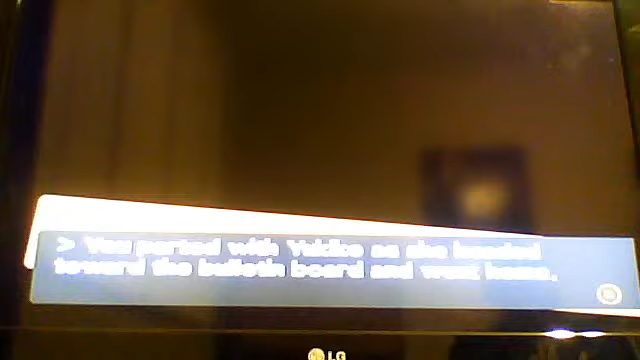 > You parted with Yukiko as she headed
toward the bulletin board and went home.
LG